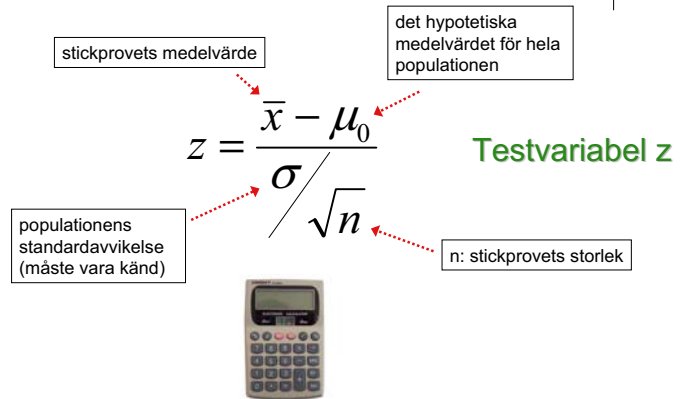 det hypotetiska
medelvärdet för hela
populationen
stickprovets medelvärde
z = (x̄ − μ₀) / (σ / √n)
Testvariabel z
populationens
standardavvikelse
(måste vara känd)
n: stickprovets storlek